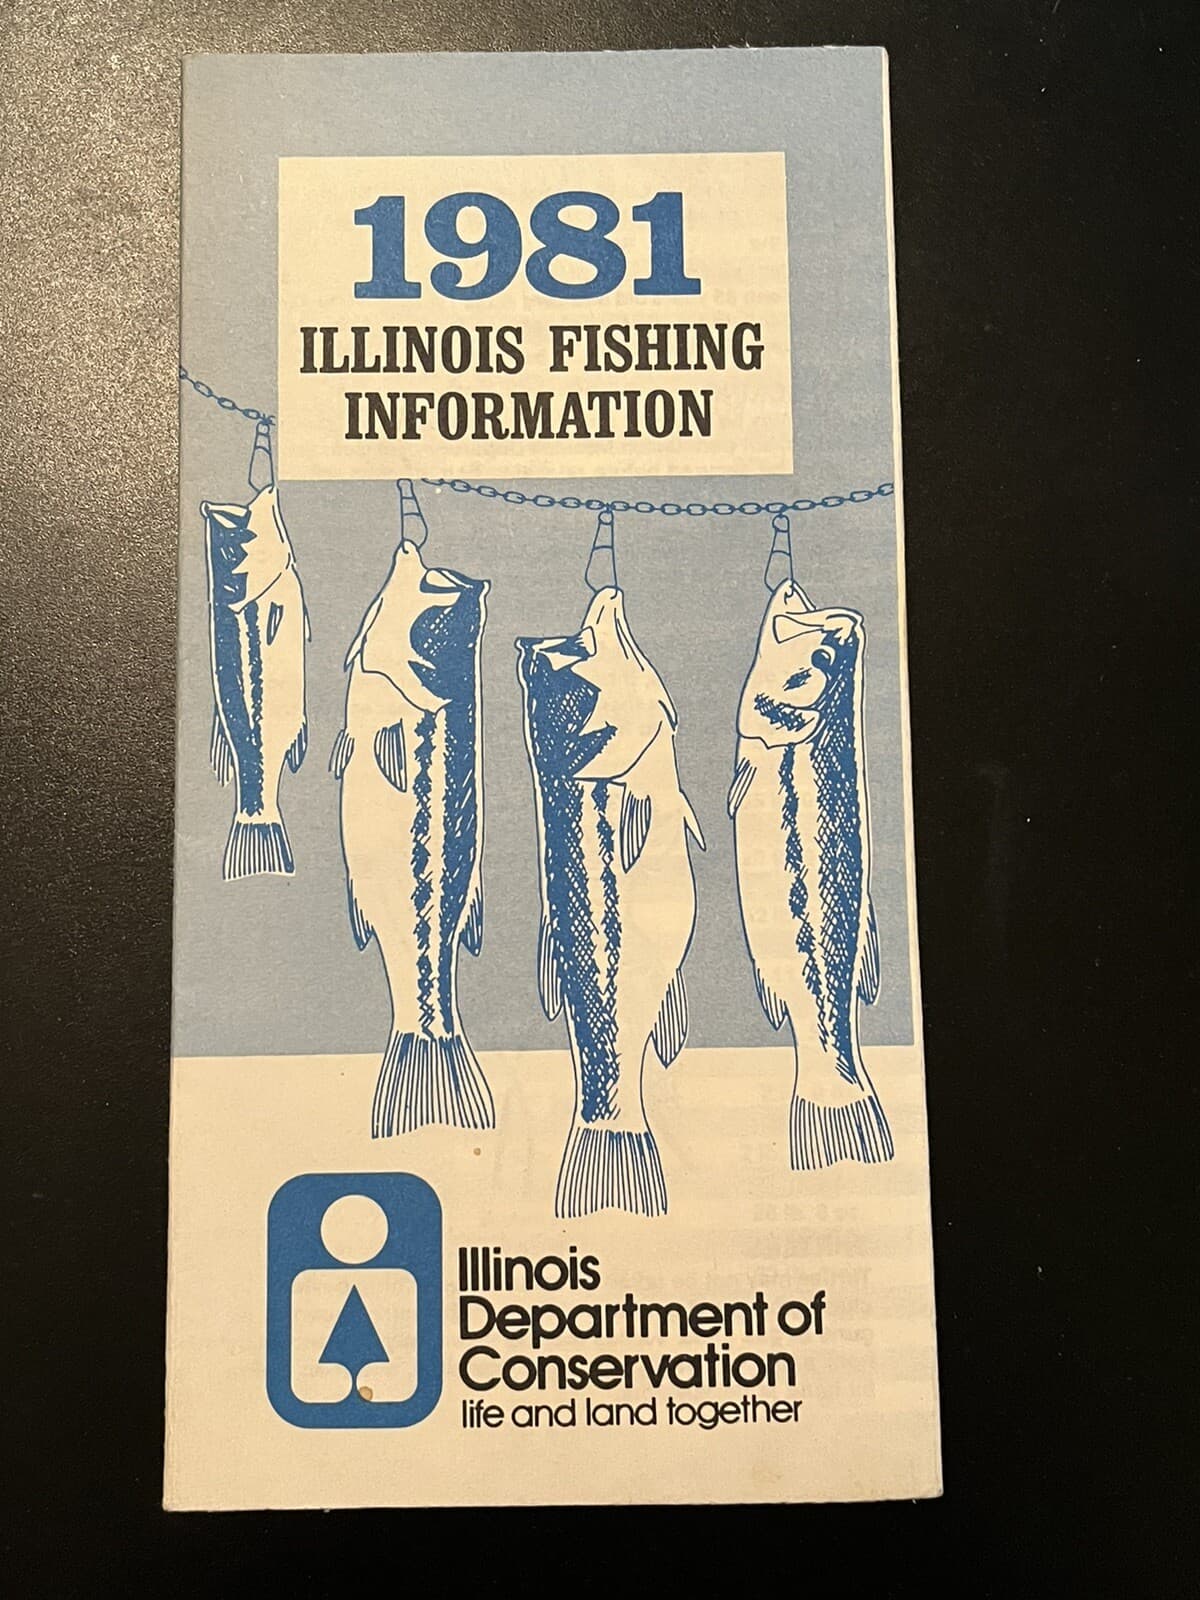 1981
ILLINOIS FISHING
INFORMATION
Illinois
Department of
Conservation
life and land together